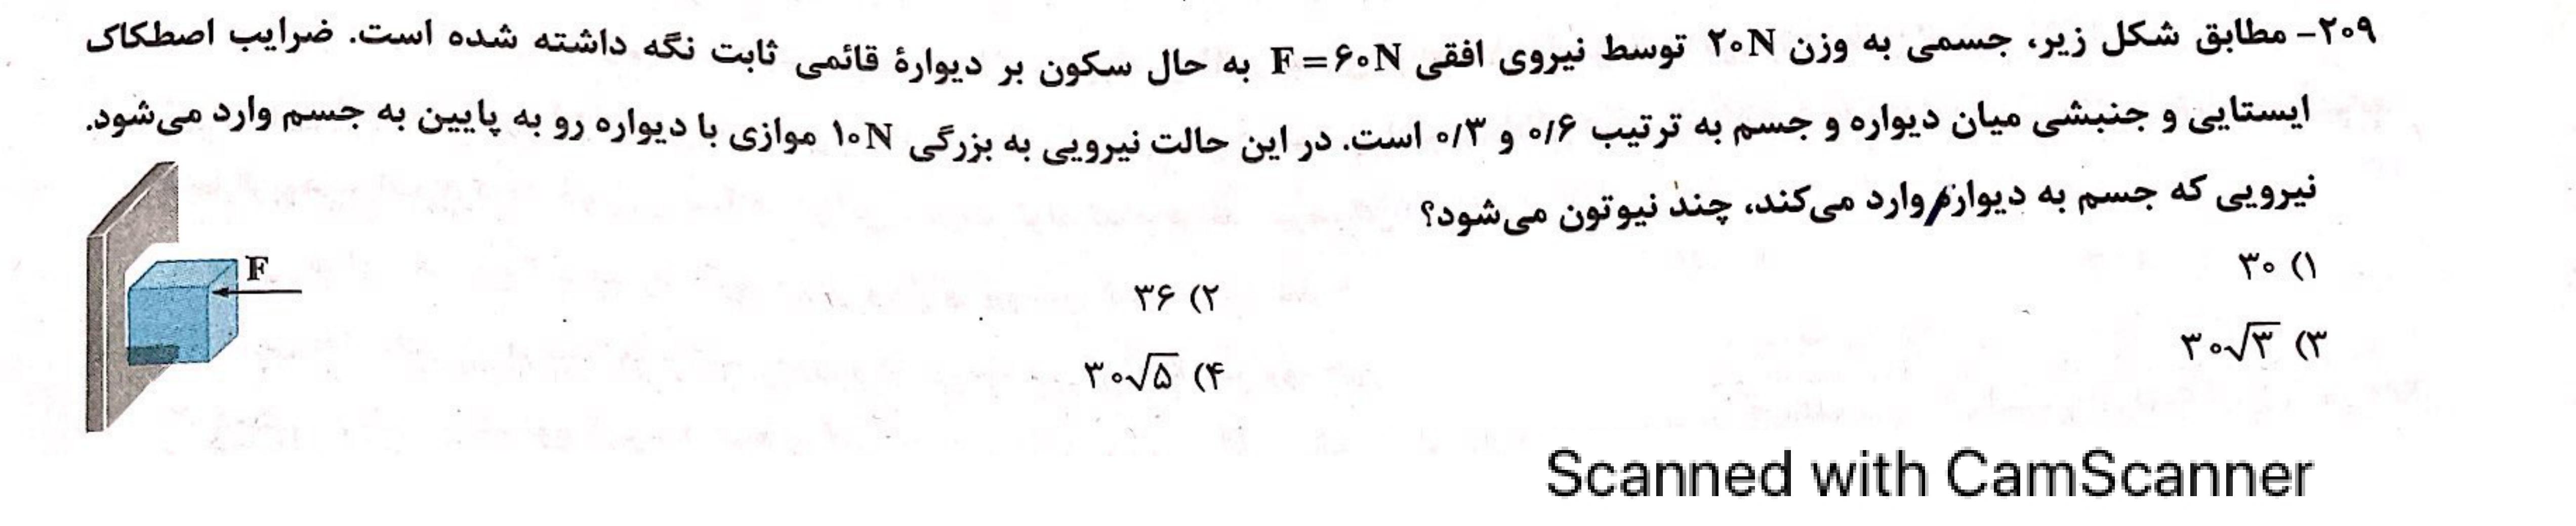 ۲۰۹- مطابق شکل زیر، جسمی به وزن ۲۰N توسط نیروی افقی F=۶۰N به حال سکون بر دیوارهٔ قائمی ثابت نگه داشته شده است. ضرایب اصطکاک
ایستایی و جنبشی میان دیواره و جسم به ترتیب ۰/۶ و ۰/۳ است. در این حالت نیرویی به بزرگی ۱۰N موازی با دیواره رو به پایین به جسم وارد می‌شود.
نیرویی که جسم به دیواره وارد می‌کند، چند نیوتون می‌شود؟
۱) ۳۰
۲) ۳۶
۳) ۳۰√۳
۴) ۳۰√۵
F
Scanned with CamScanner